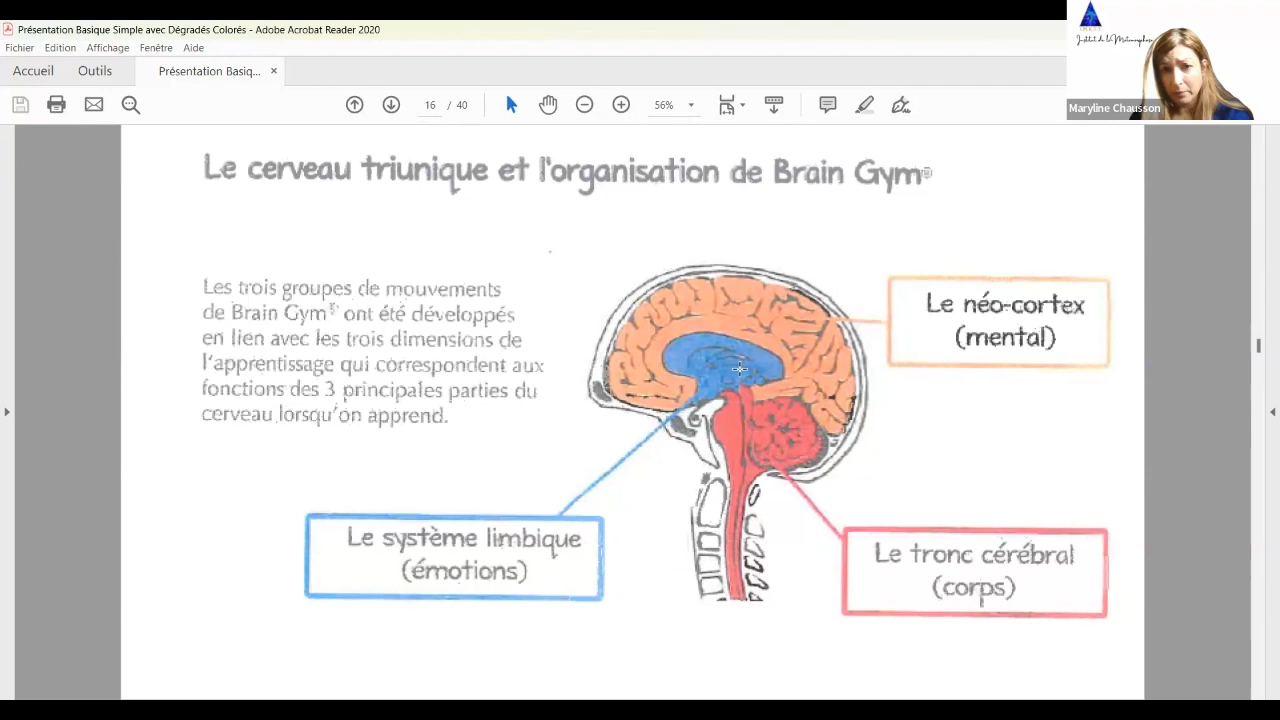 Présentation Basique Simple avec Dégradés Colorés - Adobe Acrobat Reader 2020
Fichier Edition Affichage Fenêtre Aide
Accueil Outils Présentation Basiq... ×
16 / 40 56%
Institut de la Métamorphose
Maryline Chausson
Le cerveau triunique et l'organisation de Brain Gym®
Les trois groupes de mouvements
de Brain Gym® ont été développés
en lien avec les trois dimensions de
l'apprentissage qui correspondent aux
fonctions des 3 principales parties du
cerveau lorsqu'on apprend.
Le néo-cortex
(mental)
Le système limbique
(émotions)
Le tronc cérébral
(corps)